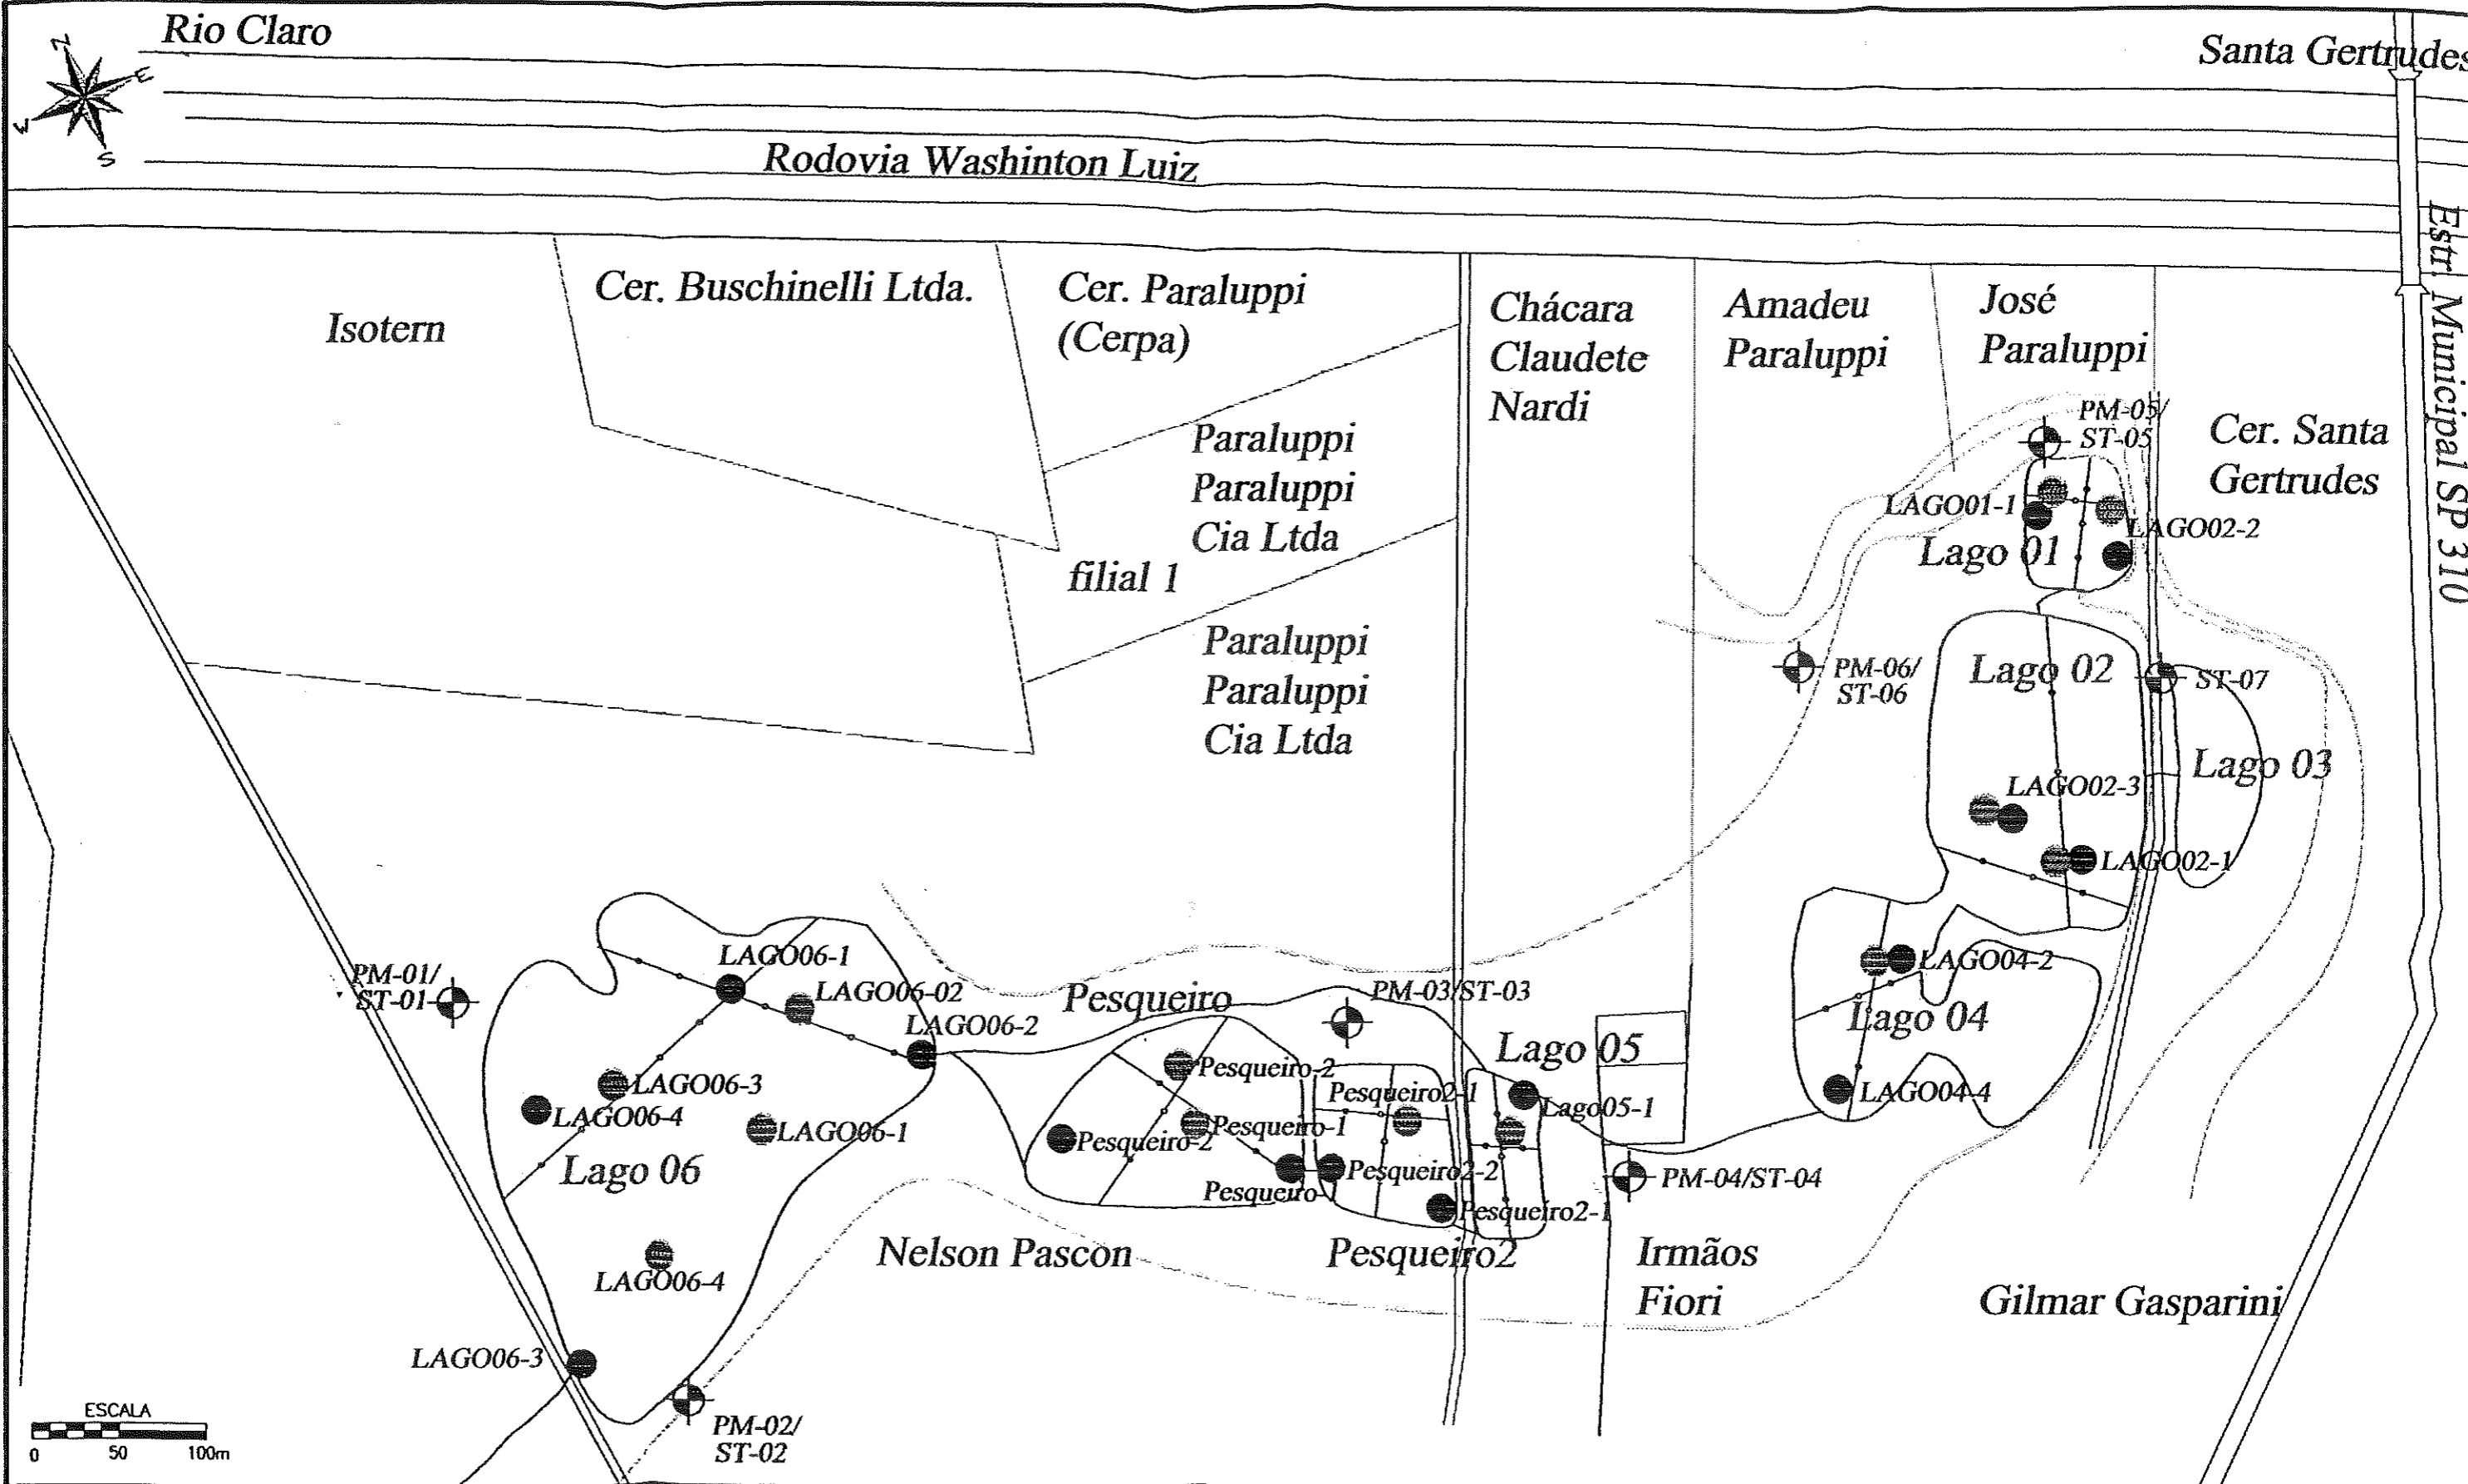 Rio Claro
Santa Gertrudes
N
E
W
S
Rodovia Washinton Luiz
Estr. Municipal SP 310
Isotern
Cer. Buschinelli Ltda.
Cer. Paraluppi
(Cerpa)
Chácara
Claudete
Nardi
Amadeu
Paraluppi
José
Paraluppi
Cer. Santa
Gertrudes
Paraluppi
Paraluppi
Cia Ltda
filial 1
Paraluppi
Paraluppi
Cia Ltda
PM-05/
ST-05
LAGO01-1
LAGO02-2
Lago 01
PM-06/
ST-06
Lago 02
ST-07
Lago 03
LAGO02-3
LAGO02-1
LAGO04-2
Lago 04
LAGO04-4
PM-01/
ST-01
LAGO06-1
LAGO06-02
LAGO06-2
LAGO06-3
LAGO06-4
LAGO06-1
Lago 06
LAGO06-4
LAGO06-3
PM-02/
ST-02
Pesqueiro
PM-03/ST-03
Pesqueiro-2
Pesqueiro-1
Pesqueiro-2
Pesqueiro-1
Pesqueiro2-1
Pesqueiro2-2
Pesqueiro2-1
Lago 05
Lago05-1
PM-04/ST-04
Nelson Pascon
Pesqueiro2
Irmãos
Fiori
Gilmar Gasparini
ESCALA
0 50 100m